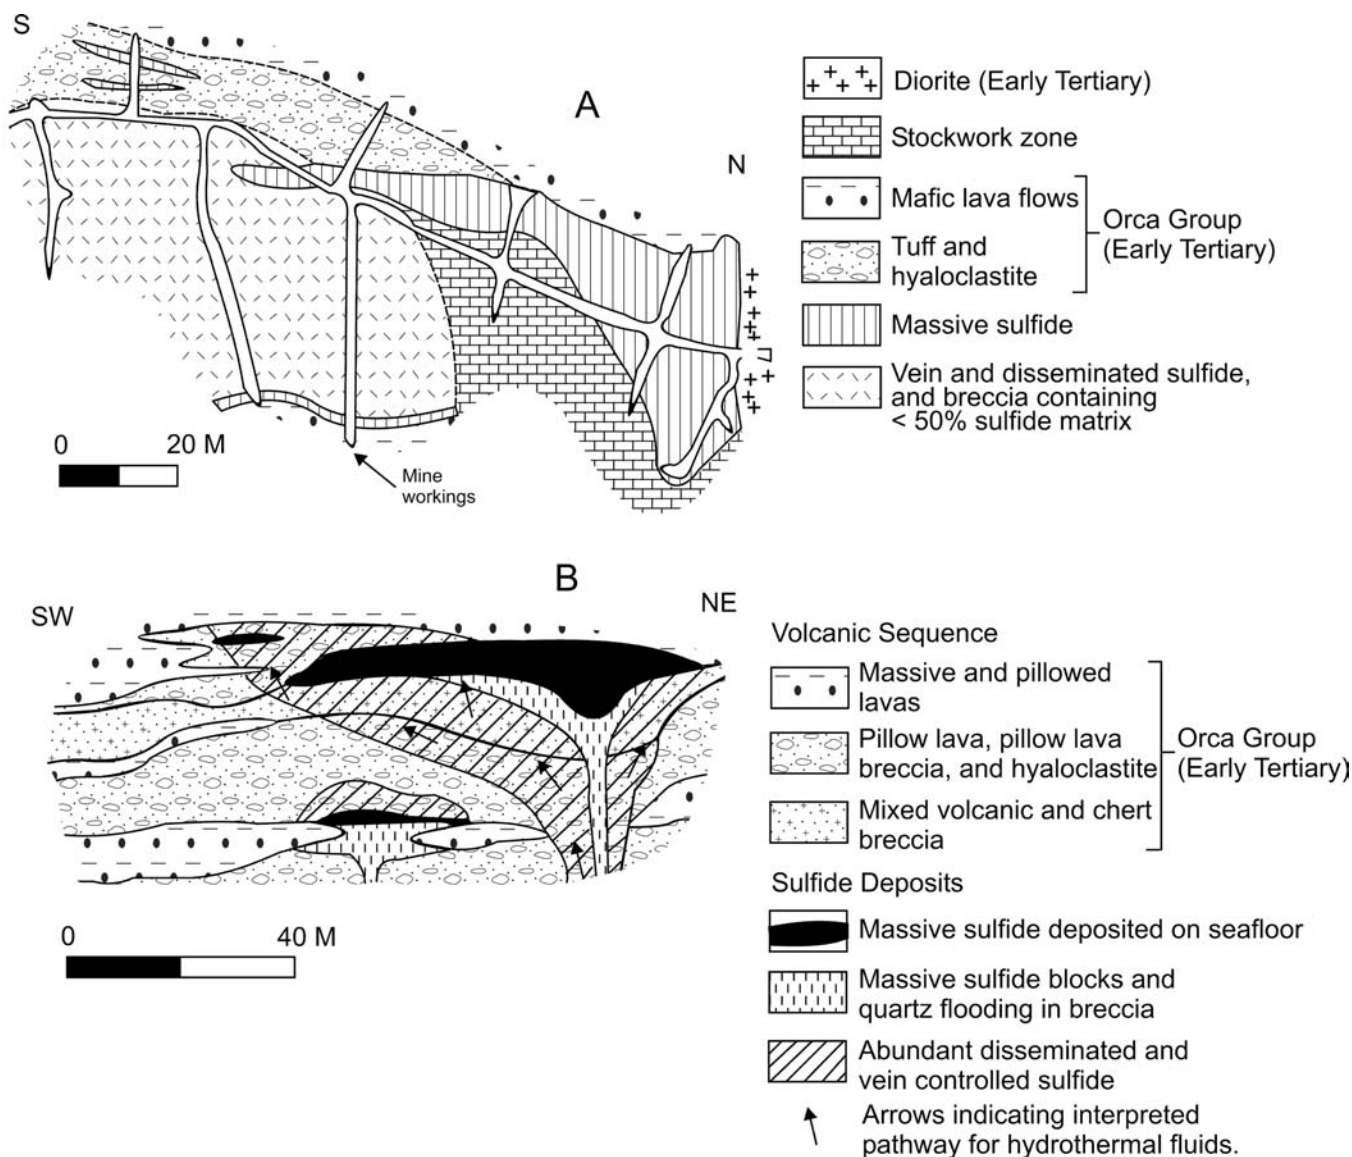 S
A
N
Diorite (Early Tertiary)
Stockwork zone
Mafic lava flows
Tuff and
hyaloclastite
Orca Group
(Early Tertiary)
Massive sulfide
Vein and disseminated sulfide,
and breccia containing
< 50% sulfide matrix
0 20 M
Mine
workings
B
SW
NE
Volcanic Sequence
Massive and pillowed
lavas
Pillow lava, pillow lava
breccia, and hyaloclastite
Mixed volcanic and chert
breccia
Orca Group
(Early Tertiary)
Sulfide Deposits
Massive sulfide deposited on seafloor
Massive sulfide blocks and
quartz flooding in breccia
Abundant disseminated and
vein controlled sulfide
Arrows indicating interpreted
pathway for hydrothermal fluids.
0 40 M